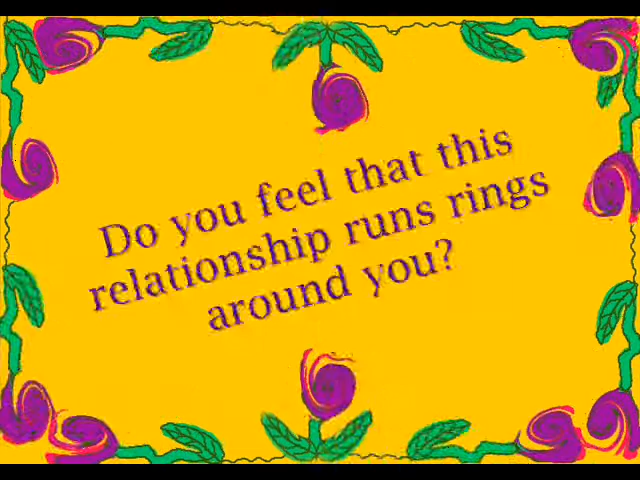 Do you feel that this
relationship runs rings
around you?